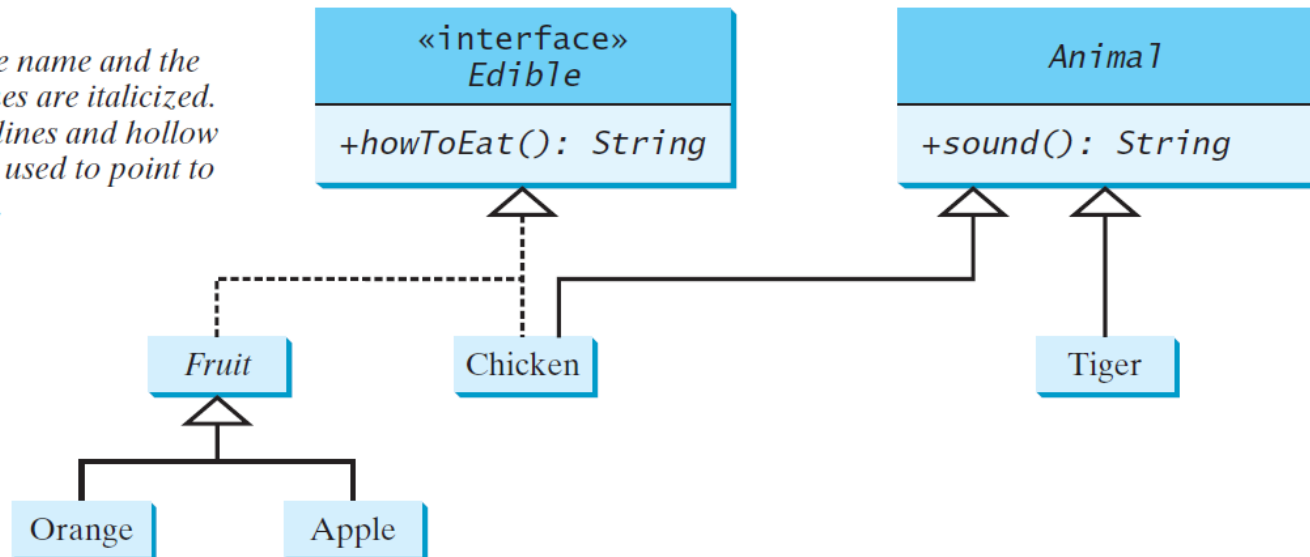 e name and the
es are italicized.
lines and hollow
used to point to
«interface»
Edible
+howToEat(): String
Animal
+sound(): String
Fruit
Chicken
Tiger
Orange
Apple